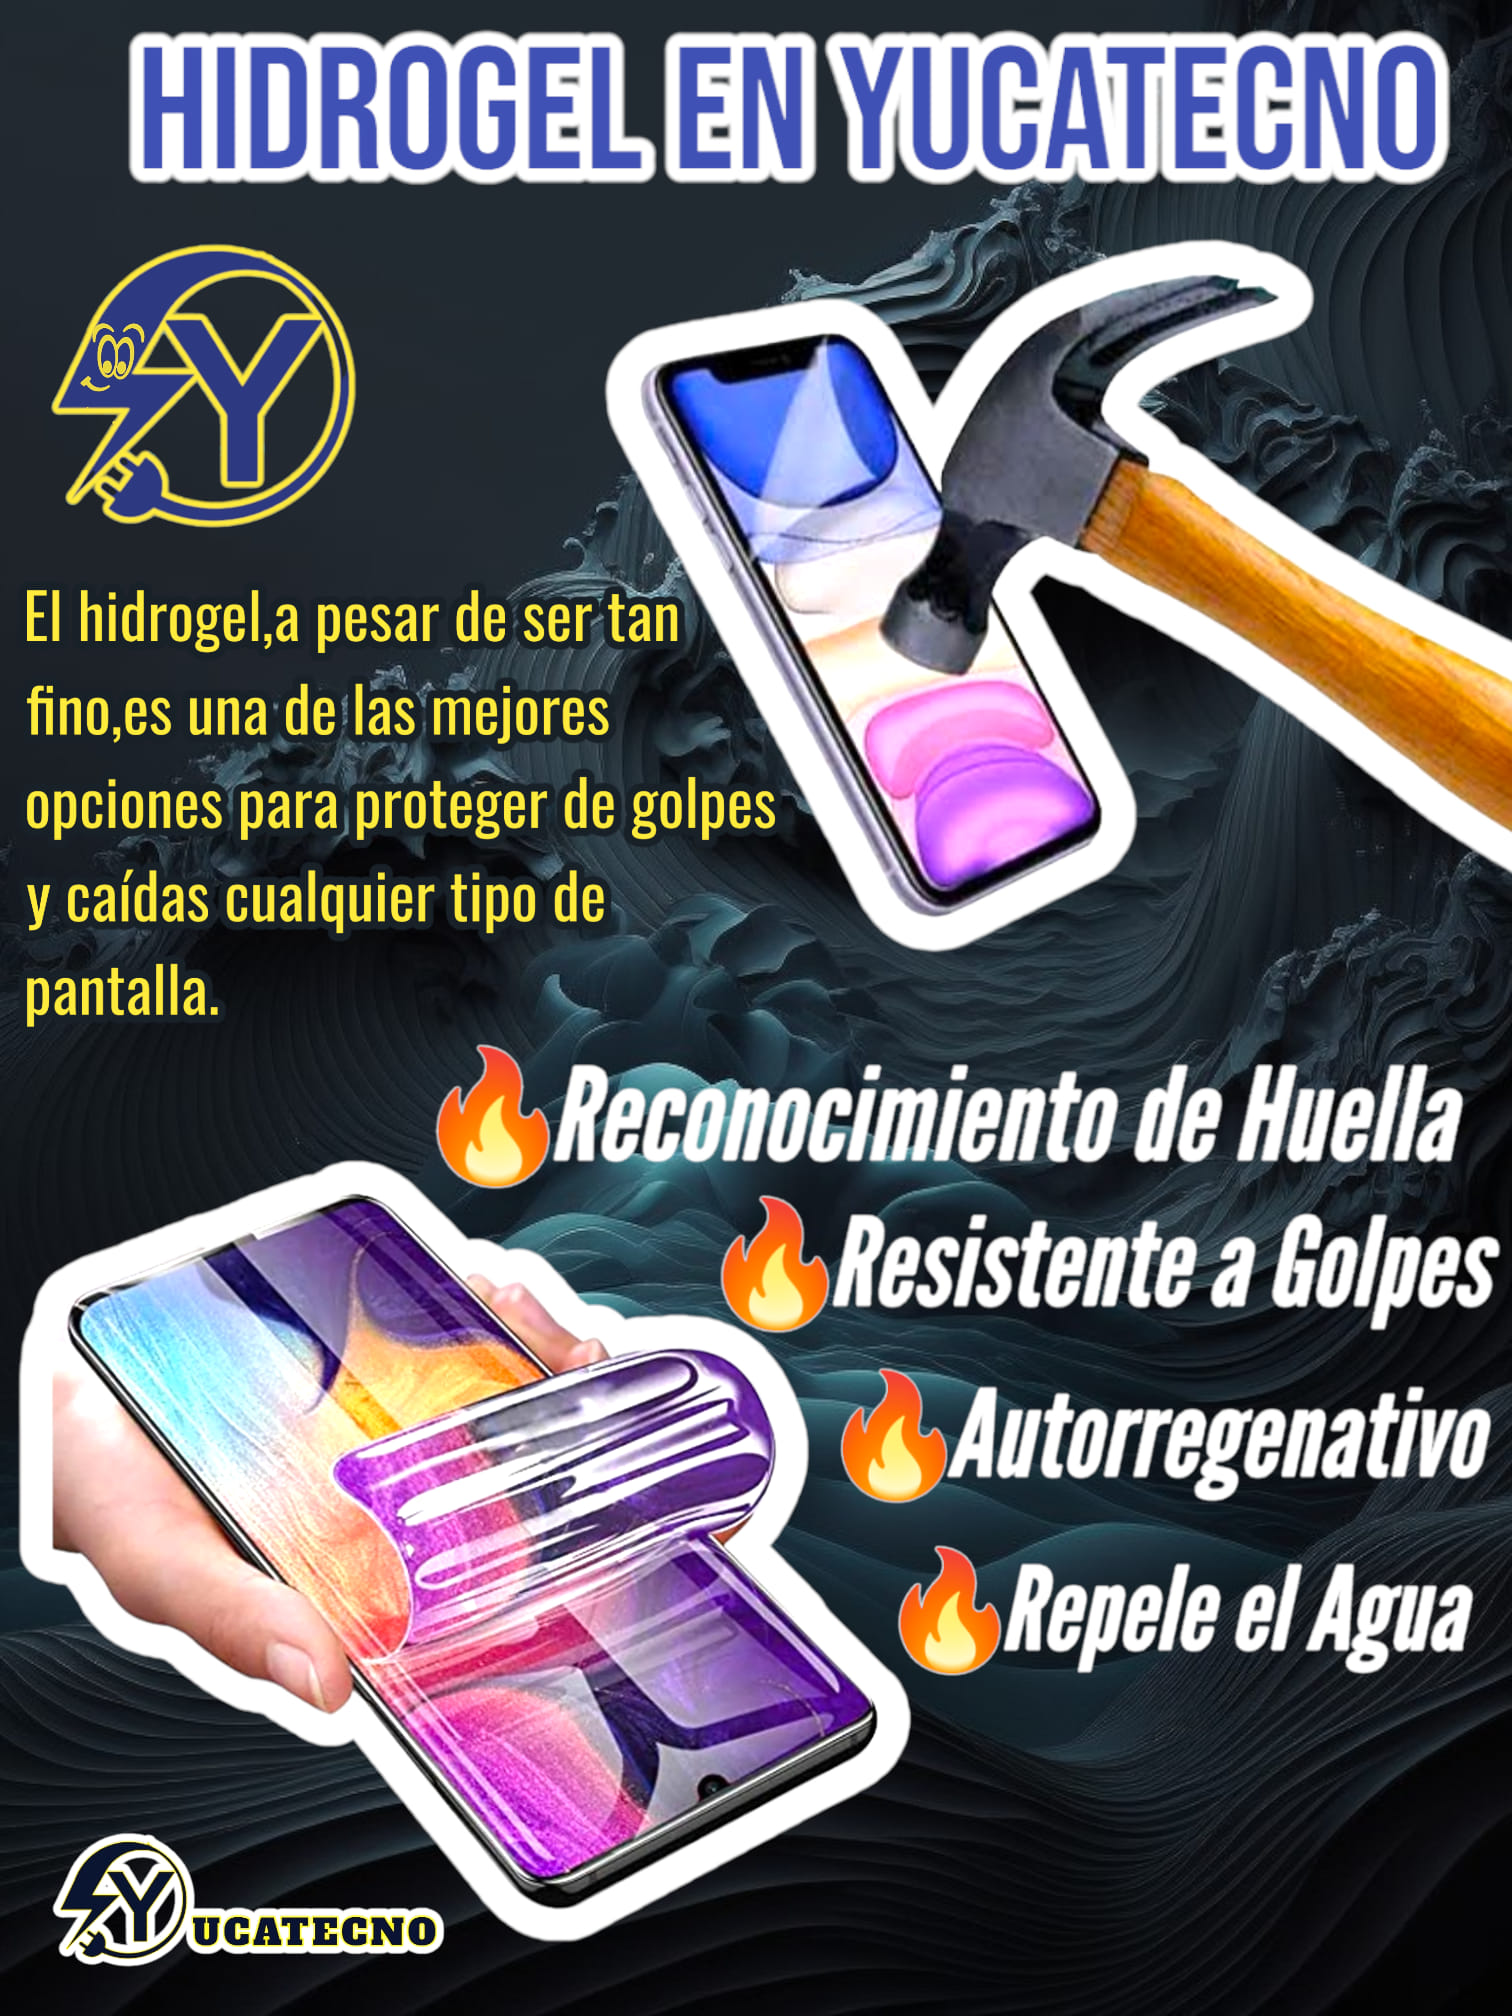 HIDROGEL EN YUCATECNO
Y
El hidrogel,a pesar de ser tan
fino,es una de las mejores
opciones para proteger de golpes
y caídas cualquier tipo de
pantalla.
🔥Reconocimiento de Huella
🔥Resistente a Golpes
🔥Autorregenativo
🔥Repele el Agua
YUCATECNO